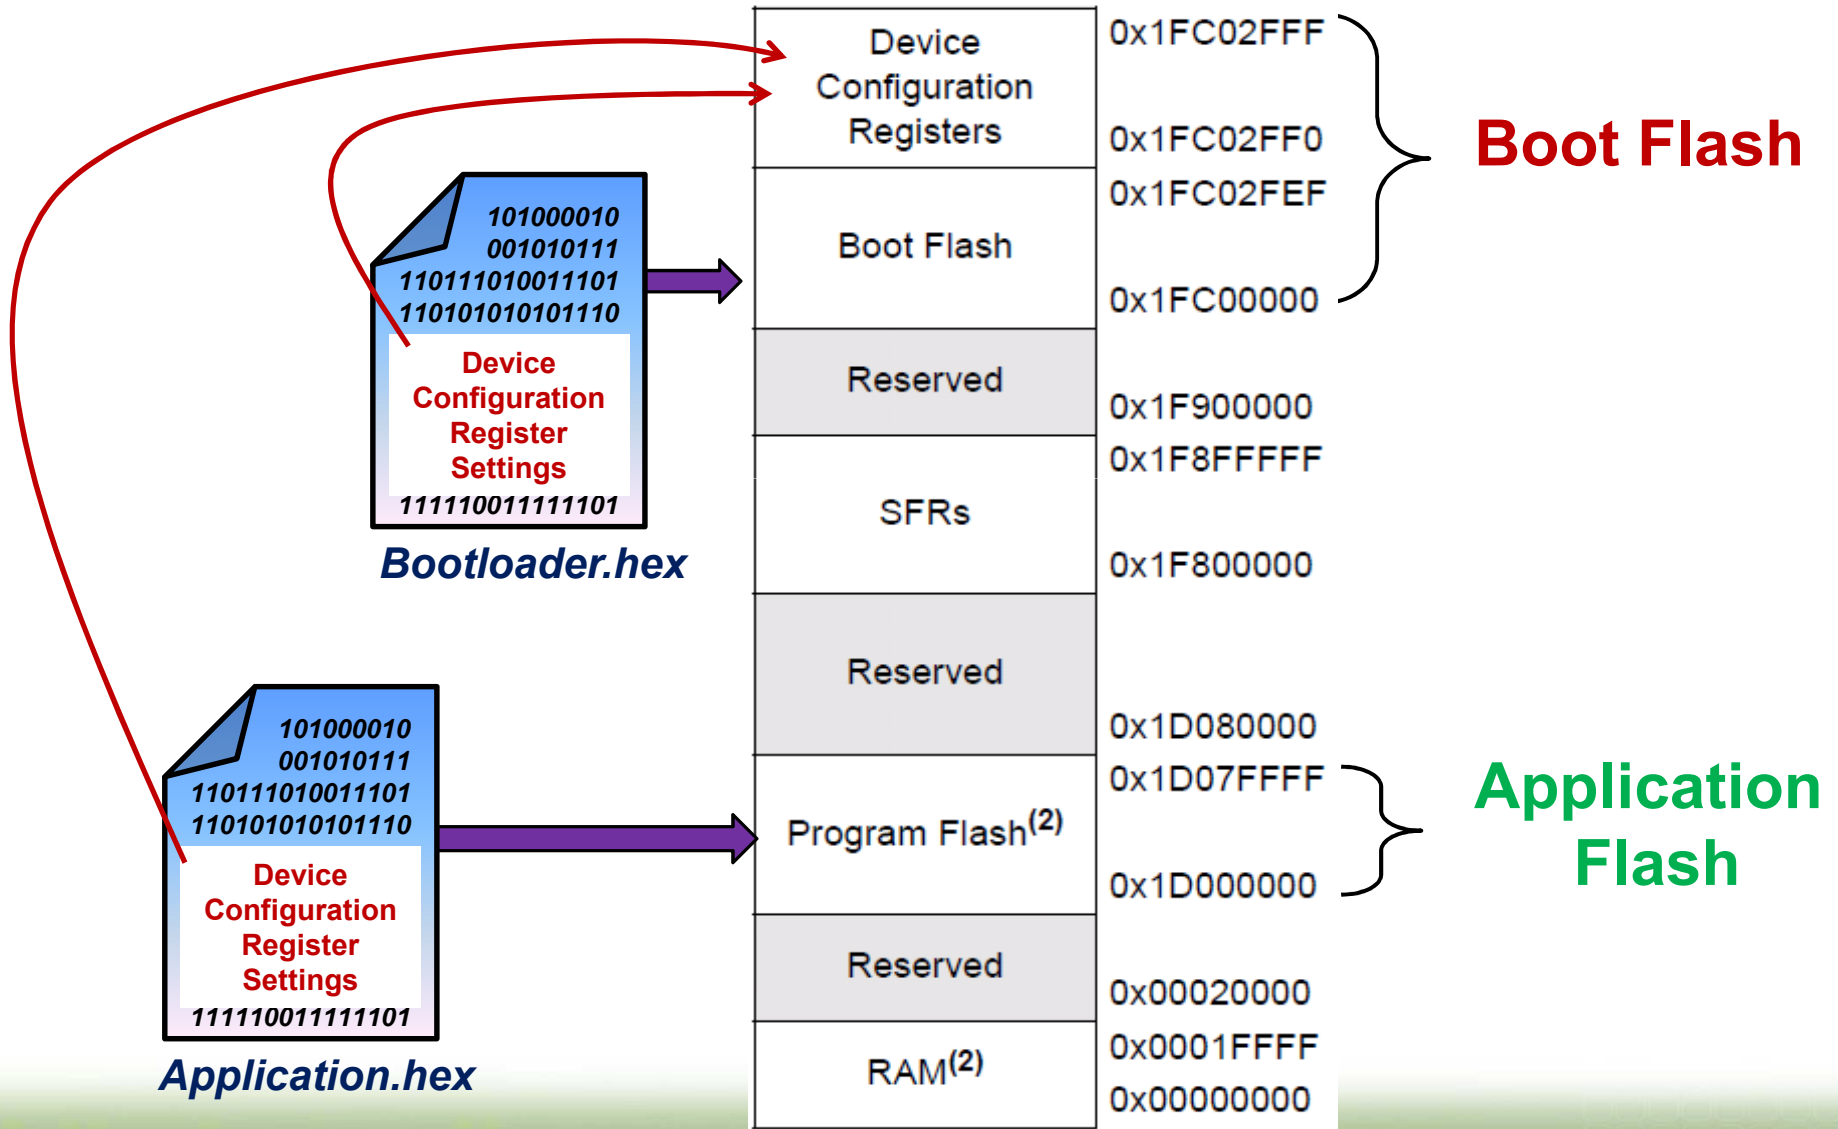 Device
Configuration
Registers
0x1FC02FFF
0x1FC02FF0
Boot Flash
0x1FC02FEF
Boot Flash
0x1FC00000
Reserved
0x1F900000
0x1F8FFFFF
SFRs
0x1F800000
Reserved
0x1D080000
0x1D07FFFF
Program Flash(2)
0x1D000000
Application
Flash
Reserved
0x00020000
0x0001FFFF
RAM(2)
0x00000000
101000010
001010111
110111010011101
110101010101110
Device
Configuration
Register
Settings
111110011111101
Bootloader.hex
101000010
001010111
110111010011101
110101010101110
Device
Configuration
Register
Settings
111110011111101
Application.hex